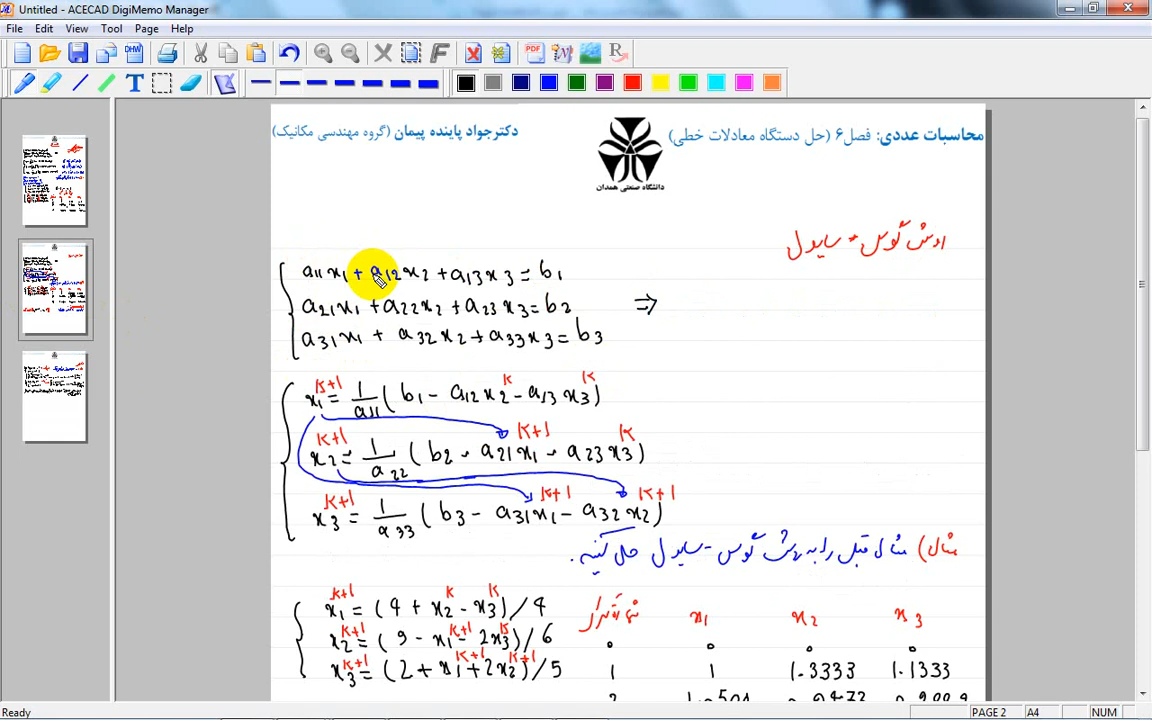 Untitled - ACECAD DigiMemo Manager
File Edit View Tool Page Help
محاسبات عددی: فصل۶ (حل دستگاه معادلات خطی)
دکترجواد پاینده پیمان (گروه مهندسی مکانیک)
دانشگاه صنعتی همدان
روش گوس - سایدل
a11x1 + a12x2 + a13x3 = b1
a21x1 + a22x2 + a23x3 = b2 ⇒
a31x1 + a32x2 + a33x3 = b3
x1^k+1 = 1/a11 ( b1 - a12x2^k - a13x3^k )
x2^k+1 = 1/a22 ( b2 - a21x1^k+1 - a23x3^k )
x3^k+1 = 1/a33 ( b3 - a31x1^k+1 - a32x2^k+1 )
مثال) مثال قبل را به روش گوس - سایدل حل کنید.
x1^k+1 = (4 + x2^k - x3^k)/4
x2^k+1 = (9 - x1^k+1 - 2x3^k)/6
x3^k+1 = (2 + x1^k+1 + 2x2^k+1)/5
x1 x2 x3
0 0 0 0
1 1 1.3333 1.1333
Ready PAGE 2 A4 NUM